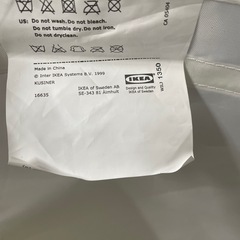 US: Do not wash. Do not bleach.
Do not tumble dry. Do not iron.
Do not dryclean.
Made in China
© Inter IKEA Systems B.V. 1999
KUSINER
16635
IKEA of Sweden AB
SE-343 81 Älmhult
IKEA
Design and Quality
IKEA of Sweden
1350